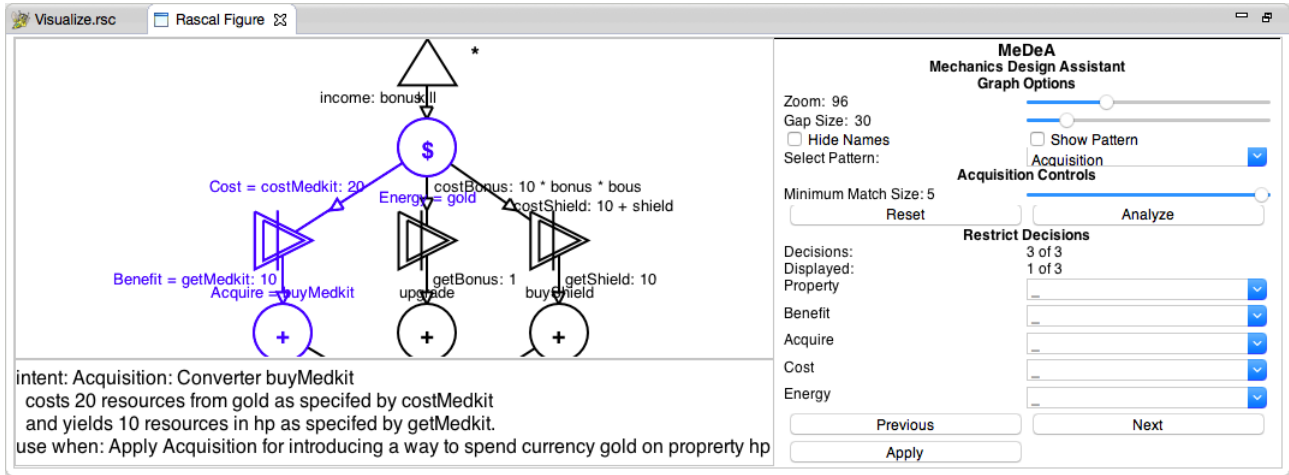 Visualize.rsc
Rascal Figure
*
income: bonuskill
$
Cost = costMedkit: 20
costBonus: 10 * bonus * bous
Energy = gold
costShield: 10 + shield
Benefit = getMedkit: 10
getBonus: 1
getShield: 10
Acquire = buyMedkit
upgrade
buyShield
+
+
+
intent: Acquisition: Converter buyMedkit
costs 20 resources from gold as specifed by costMedkit
and yields 10 resources in hp as specifed by getMedkit.
use when: Apply Acquisition for introducing a way to spend currency gold on proprerty hp
MeDeA
Mechanics Design Assistant
Graph Options
Zoom: 96
Gap Size: 30
Hide Names
Show Pattern
Select Pattern:
Acquisition
Acquisition Controls
Minimum Match Size: 5
Reset
Analyze
Restrict Decisions
Decisions:
3 of 3
Displayed:
1 of 3
Property
_
Benefit
_
Acquire
_
Cost
_
Energy
_
Previous
Next
Apply